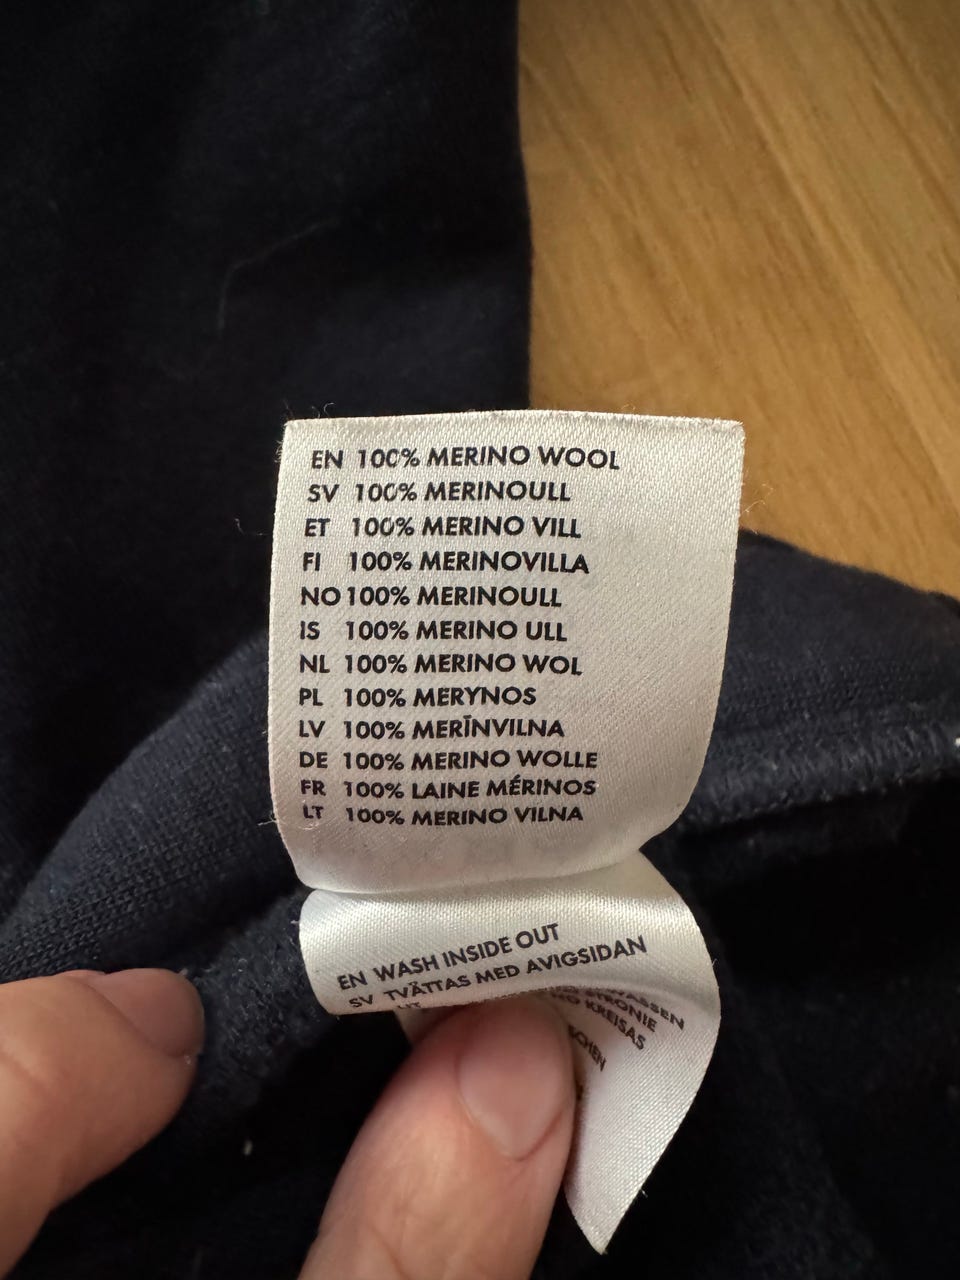 EN 100% MERINO WOOL
SV 100% MERINOULL
ET 100% MERINO VILL
FI 100% MERINOVILLA
NO 100% MERINOULL
IS 100% MERINO ULL
NL 100% MERINO WOL
PL 100% MERYNOS
LV 100% MERĪNVILNA
DE 100% MERINO WOLLE
FR 100% LAINE MÉRINOS
LT 100% MERINO VILNA
EN WASH INSIDE OUT
SV TVÄTTAS MED AVIGSIDAN
STRONIE
KREISAS